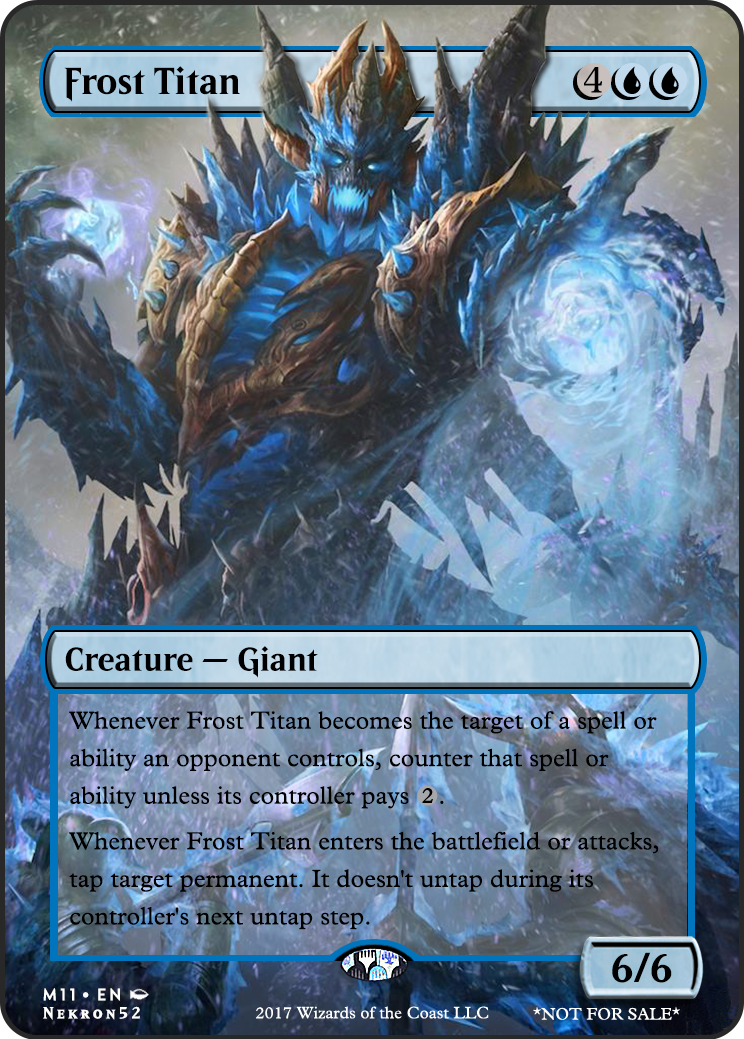 Frost Titan 4
Creature — Giant
Whenever Frost Titan becomes the target of a spell or
ability an opponent controls, counter that spell or
ability unless its controller pays 2.
Whenever Frost Titan enters the battlefield or attacks,
tap target permanent. It doesn't untap during its
controller's next untap step.
6/6
M11 • EN
Nekron52
2017 Wizards of the Coast LLC
*NOT FOR SALE*